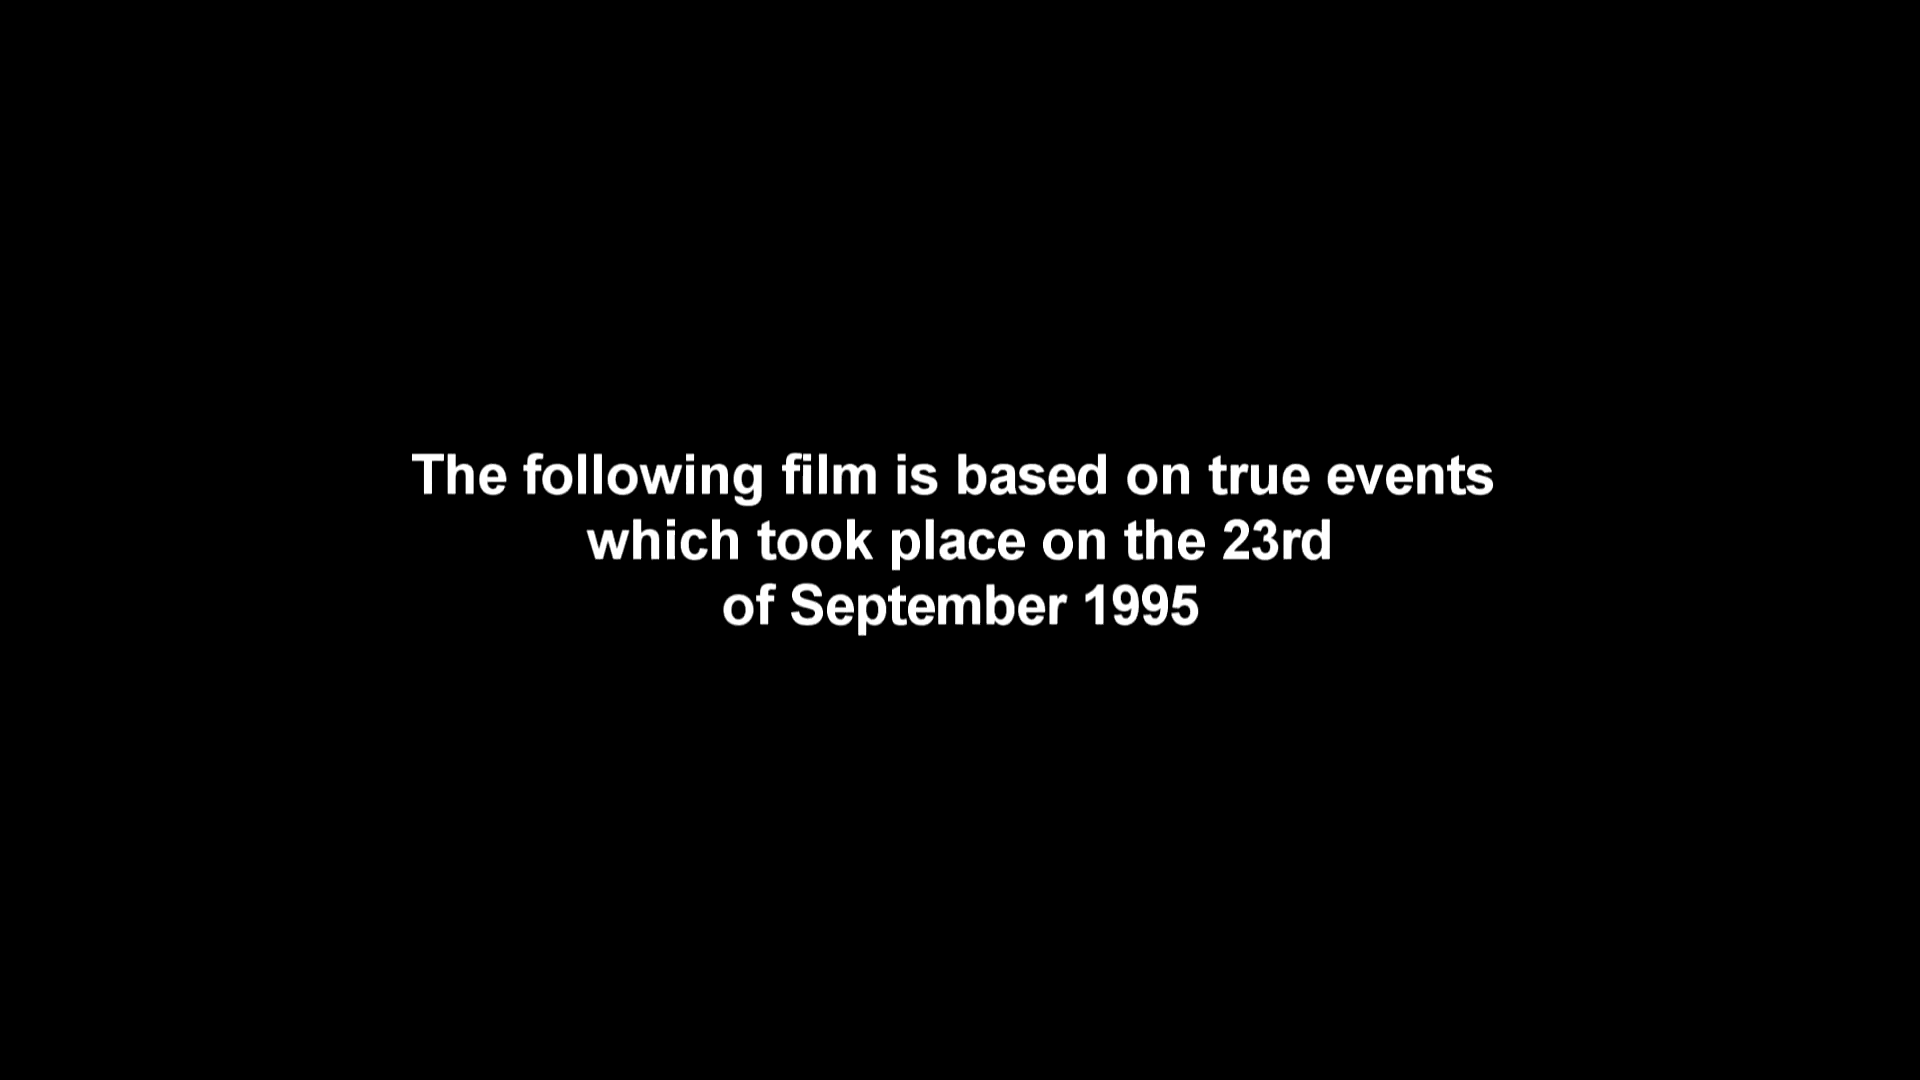 The following film is based on true events
which took place on the 23rd
of September 1995